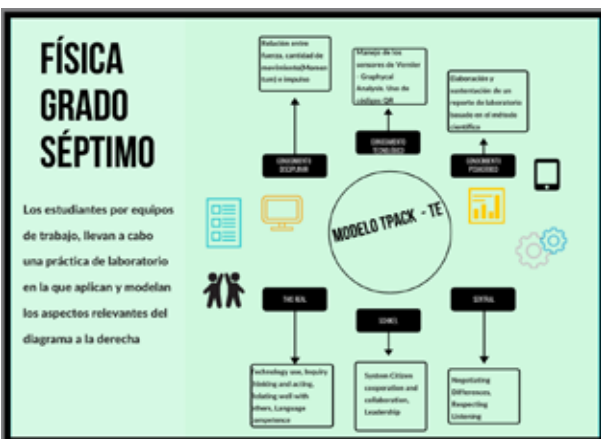 FÍSICA
GRADO
SÉPTIMO
Los estudiantes por equipos
de trabajo, llevan a cabo
una práctica de laboratorio
en la que aplican y modelan
los aspectos relevantes del
diagrama a la derecha
Relación entre
fuerza, cantidad de
movimiento(Momen
tum) e impulso
Manejo de los
sensores de Vernier
- Graphycal
Analysis. Uso de
códigos QR
Elaboración y
sustentación de un
reporte de laboratorio
basado en el método
científico
CONOCIMIENTO
DISCIPLINAR
CONOCIMIENTO
TECNOLÓGICO
CONOCIMIENTO
PEDAGÓGICO
MODELO TPACK - TE
THE REAL
Technology use, Inquiry
thinking and acting,
Relating well with
others, Language
competence
System Citizen
cooperation and
collaboration,
Leadership
Negotiating
Differences,
Respecting
Listening